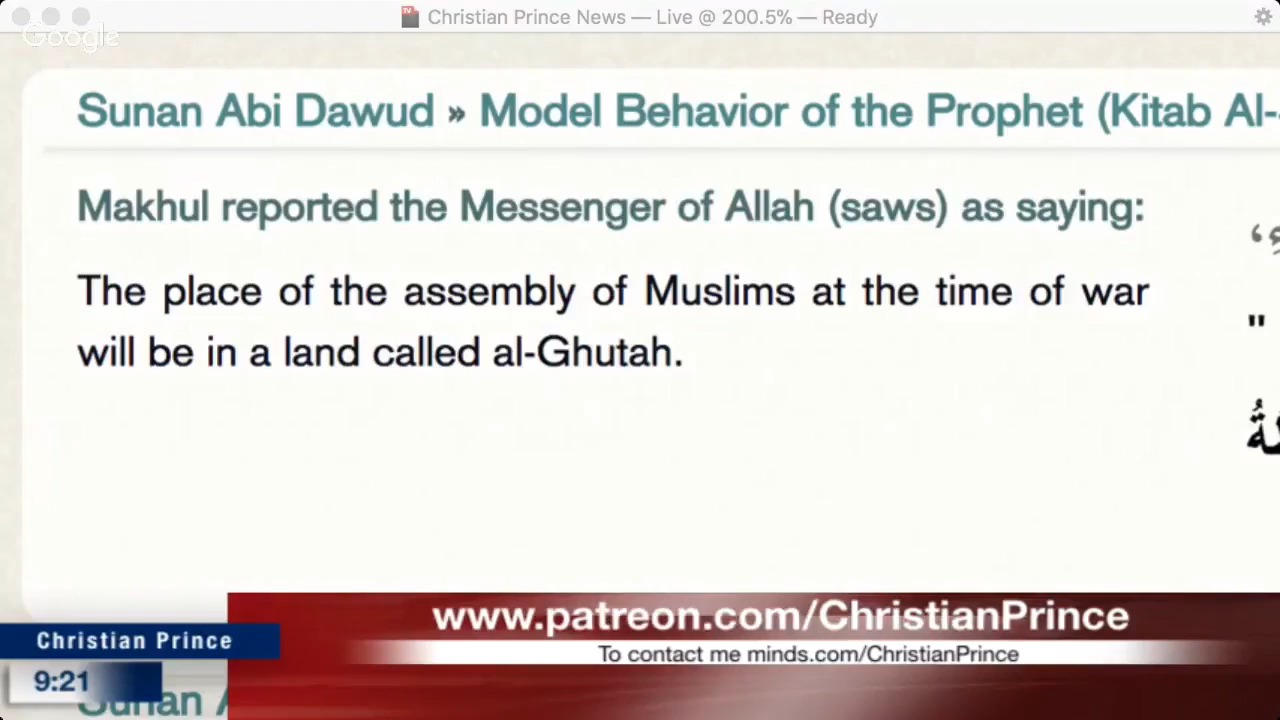 Christian Prince News — Live @ 200.5% — Ready
Google
Sunan Abi Dawud » Model Behavior of the Prophet (Kitab Al-
Makhul reported the Messenger of Allah (saws) as saying:
The place of the assembly of Muslims at the time of war
will be in a land called al-Ghutah.
www.patreon.com/ChristianPrince
Christian Prince
To contact me minds.com/ChristianPrince
9:21
Sunan A